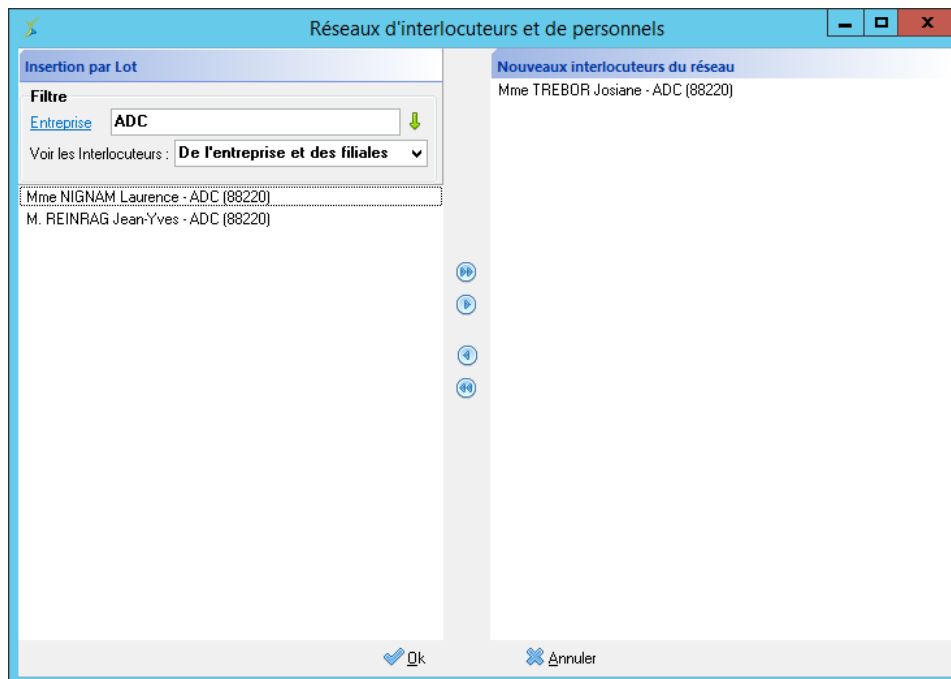 Réseaux d'interlocuteurs et de personnels
Insertion par Lot
Filtre
Entreprise ADC
Voir les Interlocuteurs : De l'entreprise et des filiales
Mme NIGNAM Laurence - ADC (88220)
M. REINRAG Jean-Yves - ADC (88220)
Nouveaux interlocuteurs du réseau
Mme TREBOR Josiane - ADC (88220)
Ok Annuler